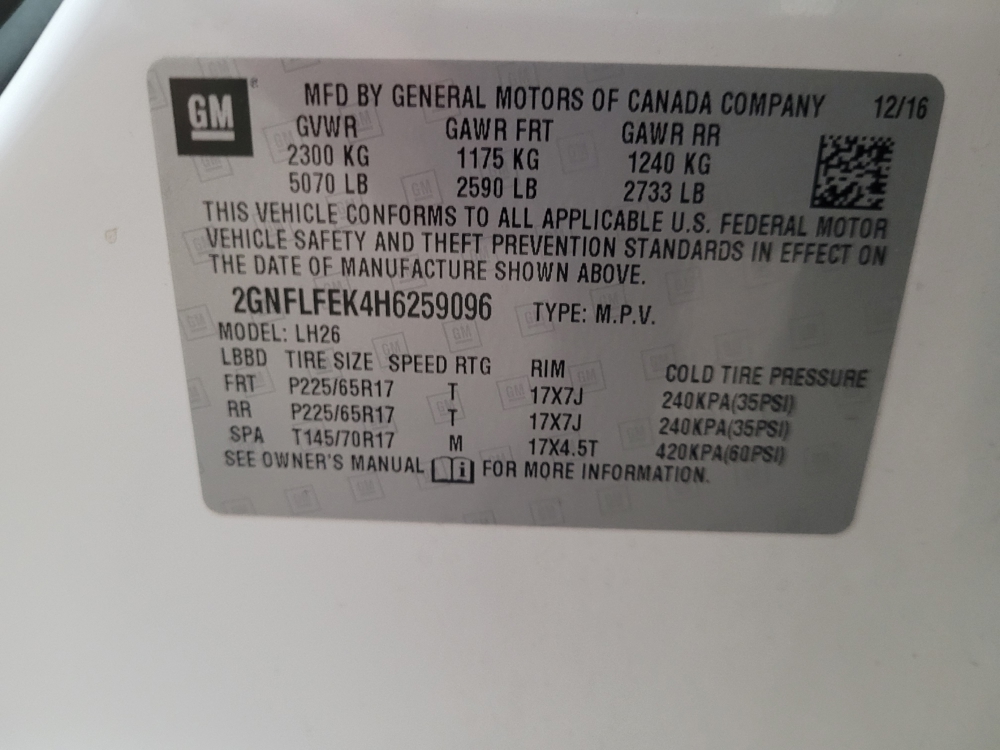 GM ® MFD BY GENERAL MOTORS OF CANADA COMPANY 12/16
GVWR GAWR FRT GAWR RR
2300 KG 1175 KG 1240 KG
5070 LB 2590 LB 2733 LB
THIS VEHICLE CONFORMS TO ALL APPLICABLE U.S. FEDERAL MOTOR
VEHICLE SAFETY AND THEFT PREVENTION STANDARDS IN EFFECT ON
THE DATE OF MANUFACTURE SHOWN ABOVE.
2GNFLFEK4H6259096 TYPE: M.P.V.
MODEL: LH26
LBBD TIRE SIZE SPEED RTG RIM COLD TIRE PRESSURE
FRT P225/65R17 T 17X7J 240KPA(35PSI)
RR P225/65R17 T 17X7J 240KPA(35PSI)
SPA T145/70R17 M 17X4.5T 420KPA(60PSI)
SEE OWNER'S MANUAL i FOR MORE INFORMATION.